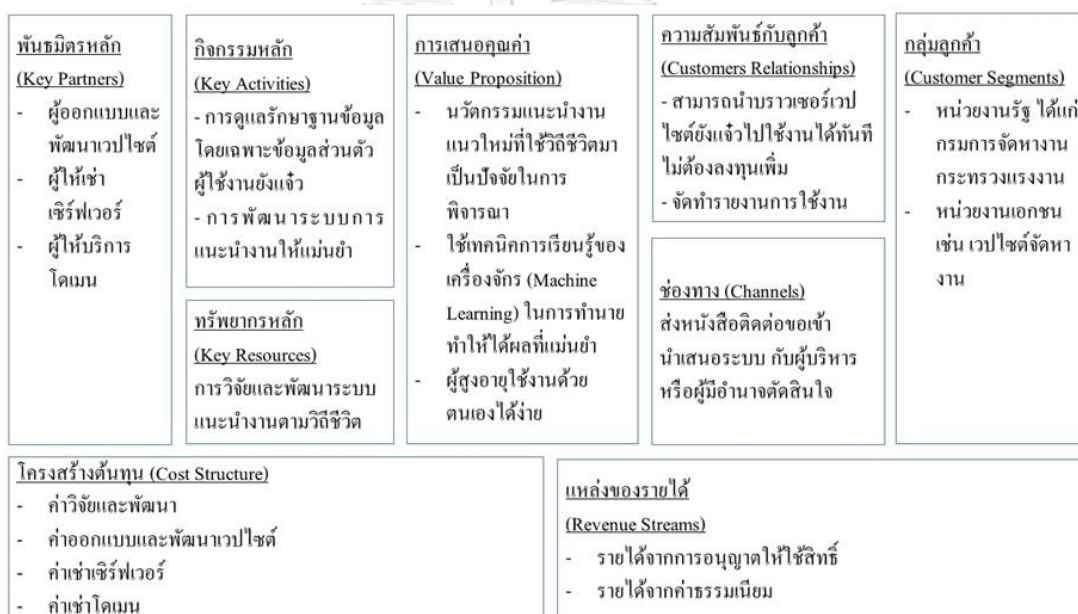 พันธมิตรหลัก
(Key Partners)
- ผู้ออกแบบและ
พัฒนาเวปไซต์
- ผู้ให้เช่า
เซิร์ฟเวอร์
- ผู้ให้บริการ
โดเมน
กิจกรรมหลัก
(Key Activities)
- การดูแลรักษาฐานข้อมูล
โดยเฉพาะข้อมูลส่วนตัว
ผู้ใช้งานยังแจ๋ว
- การพัฒนาระบบการ
แนะนำงานให้แม่นยำ
ทรัพยากรหลัก
(Key Resources)
การวิจัยและพัฒนาระบบ
แนะนำงานตามวิถีชีวิต
การเสนอคุณค่า
(Value Proposition)
- นวัตกรรมแนะนำงาน
แนวใหม่ที่ใช้วิถีชีวิตมา
เป็นปัจจัยในการ
พิจารณา
- ใช้เทคนิคการเรียนรู้ของ
เครื่องจักร (Machine
Learning) ในการทำนาย
ทำให้ได้ผลที่แม่นยำ
- ผู้สูงอายุใช้งานด้วย
ตนเองได้ง่าย
ความสัมพันธ์กับลูกค้า
(Customers Relationships)
- สามารถนำบราวเซอร์เวป
ไซต์ยังแจ๋วไปใช้งานได้ทันที
ไม่ต้องลงทุนเพิ่ม
- จัดทำรายงานการใช้งาน
ช่องทาง (Channels)
ส่งหนังสือติดต่อขอเข้า
นำเสนอระบบ กับผู้บริหาร
หรือผู้มีอำนาจตัดสินใจ
กลุ่มลูกค้า
(Customer Segments)
- หน่วยงานรัฐ ได้แก่
กรมการจัดหางาน
กระทรวงแรงงาน
- หน่วยงานเอกชน
เช่น เวปไซต์จัดหา
งาน
โครงสร้างต้นทุน (Cost Structure)
- ค่าวิจัยและพัฒนา
- ค่าออกแบบและพัฒนาเวปไซต์
- ค่าเช่าเซิร์ฟเวอร์
- ค่าเช่าโดเมน
แหล่งของรายได้
(Revenue Streams)
- รายได้จากการอนุญาตให้ใช้สิทธิ์
- รายได้จากค่าธรรมเนียม